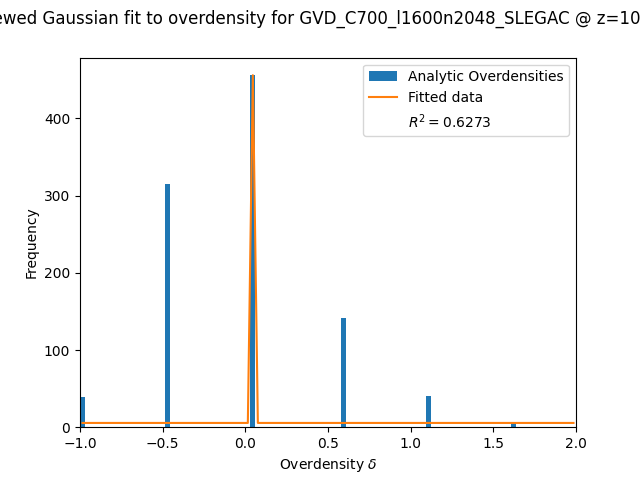 ewed Gaussian fit to overdensity for GVD_C700_l1600n2048_SLEGAC @ z=10
Analytic Overdensities
Fitted data
R² = 0.6273
Frequency
400
300
200
100
0
−1.0 −0.5 0.0 0.5 1.0 1.5 2.0
Overdensity δ